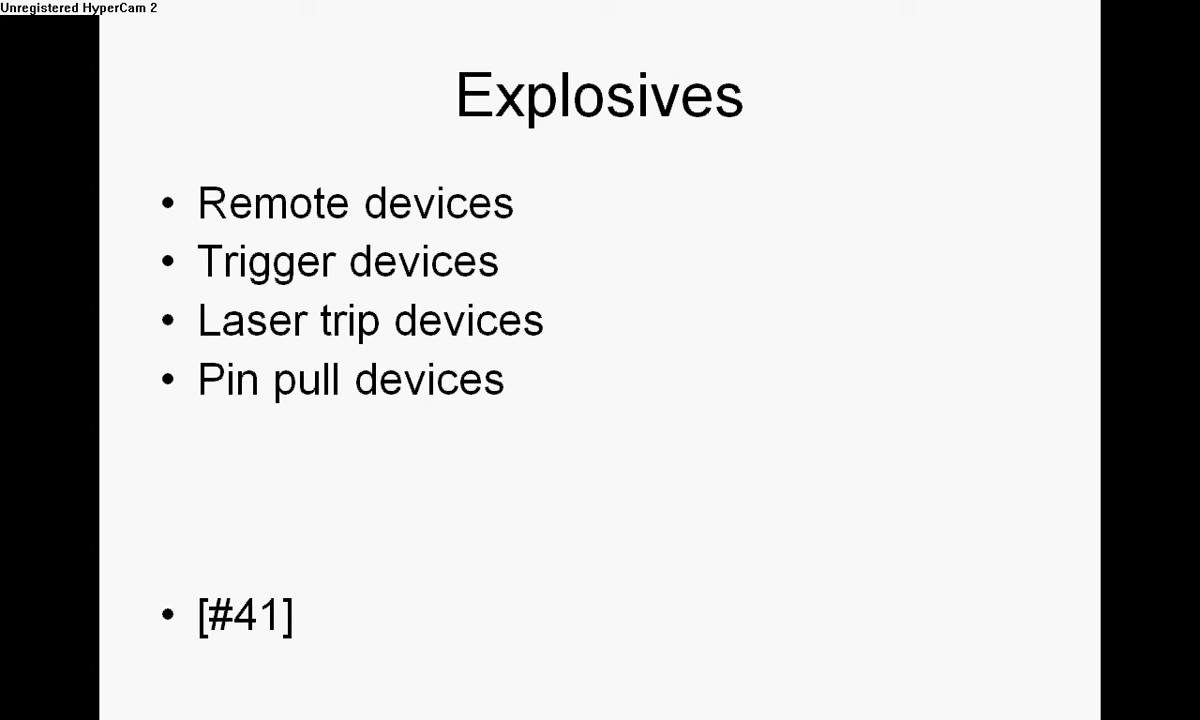 Unregistered HyperCam 2
Explosives
• Remote devices
• Trigger devices
• Laser trip devices
• Pin pull devices
• [#41]